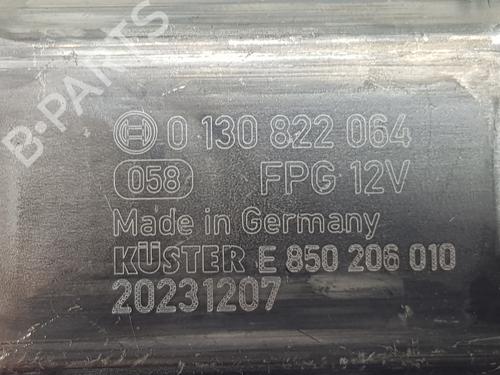 B-PARTS
0 130 822 064
058 FPG 12V
Made in Germany
KÜSTER E 850 206 010
20231207